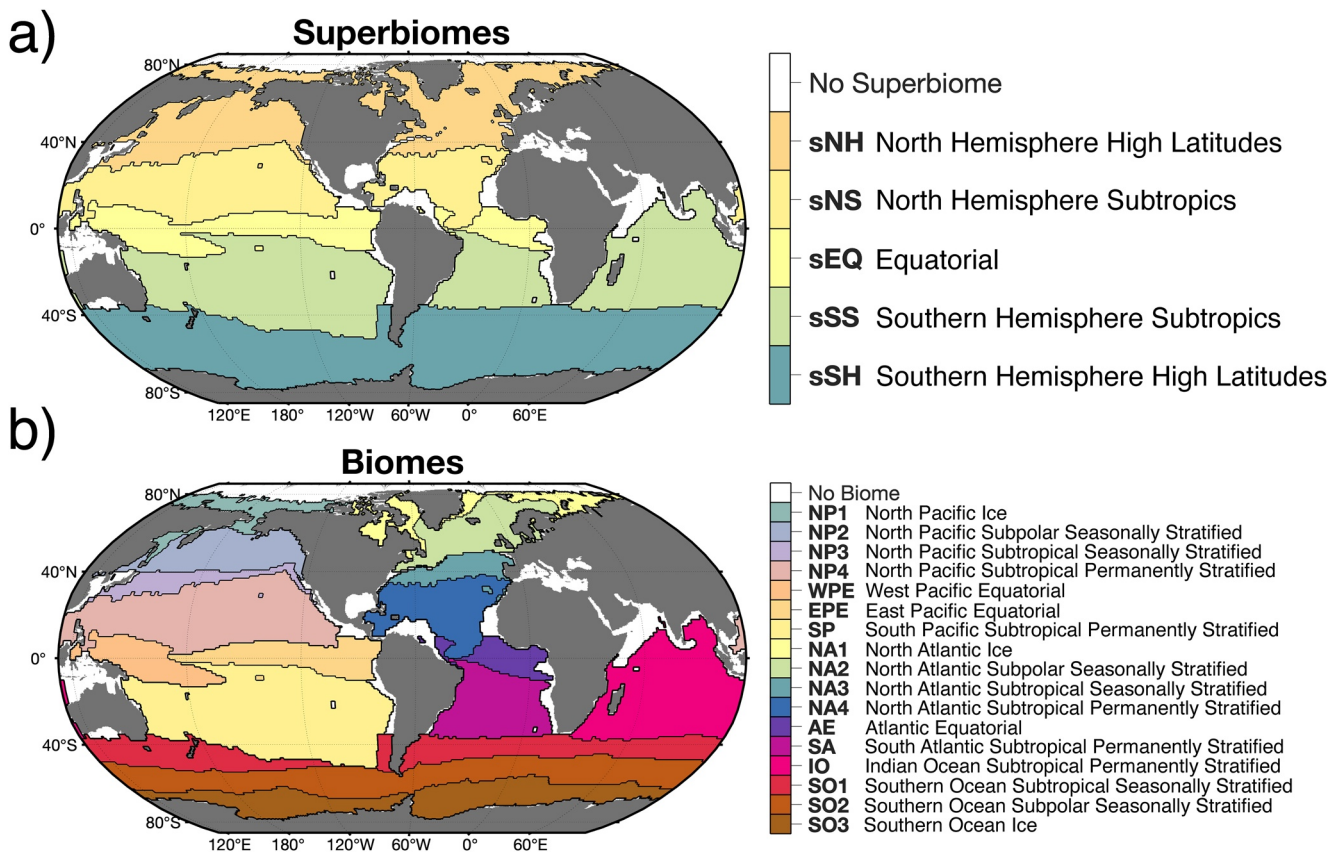 a)
Superbiomes
80°N
40°N
0°
40°S
80°S
120°E 180° 120°W 60°W 0° 60°E
No Superbiome
sNH North Hemisphere High Latitudes
sNS North Hemisphere Subtropics
sEQ Equatorial
sSS Southern Hemisphere Subtropics
sSH Southern Hemisphere High Latitudes
b)
Biomes
80°N
40°N
0°
40°S
80°S
120°E 180° 120°W 60°W 0° 60°E
No Biome
NP1 North Pacific Ice
NP2 North Pacific Subpolar Seasonally Stratified
NP3 North Pacific Subtropical Seasonally Stratified
NP4 North Pacific Subtropical Permanently Stratified
WPE West Pacific Equatorial
EPE East Pacific Equatorial
SP South Pacific Subtropical Permanently Stratified
NA1 North Atlantic Ice
NA2 North Atlantic Subpolar Seasonally Stratified
NA3 North Atlantic Subtropical Seasonally Stratified
NA4 North Atlantic Subtropical Permanently Stratified
AE Atlantic Equatorial
SA South Atlantic Subtropical Permanently Stratified
IO Indian Ocean Subtropical Permanently Stratified
SO1 Southern Ocean Subtropical Seasonally Stratified
SO2 Southern Ocean Subpolar Seasonally Stratified
SO3 Southern Ocean Ice